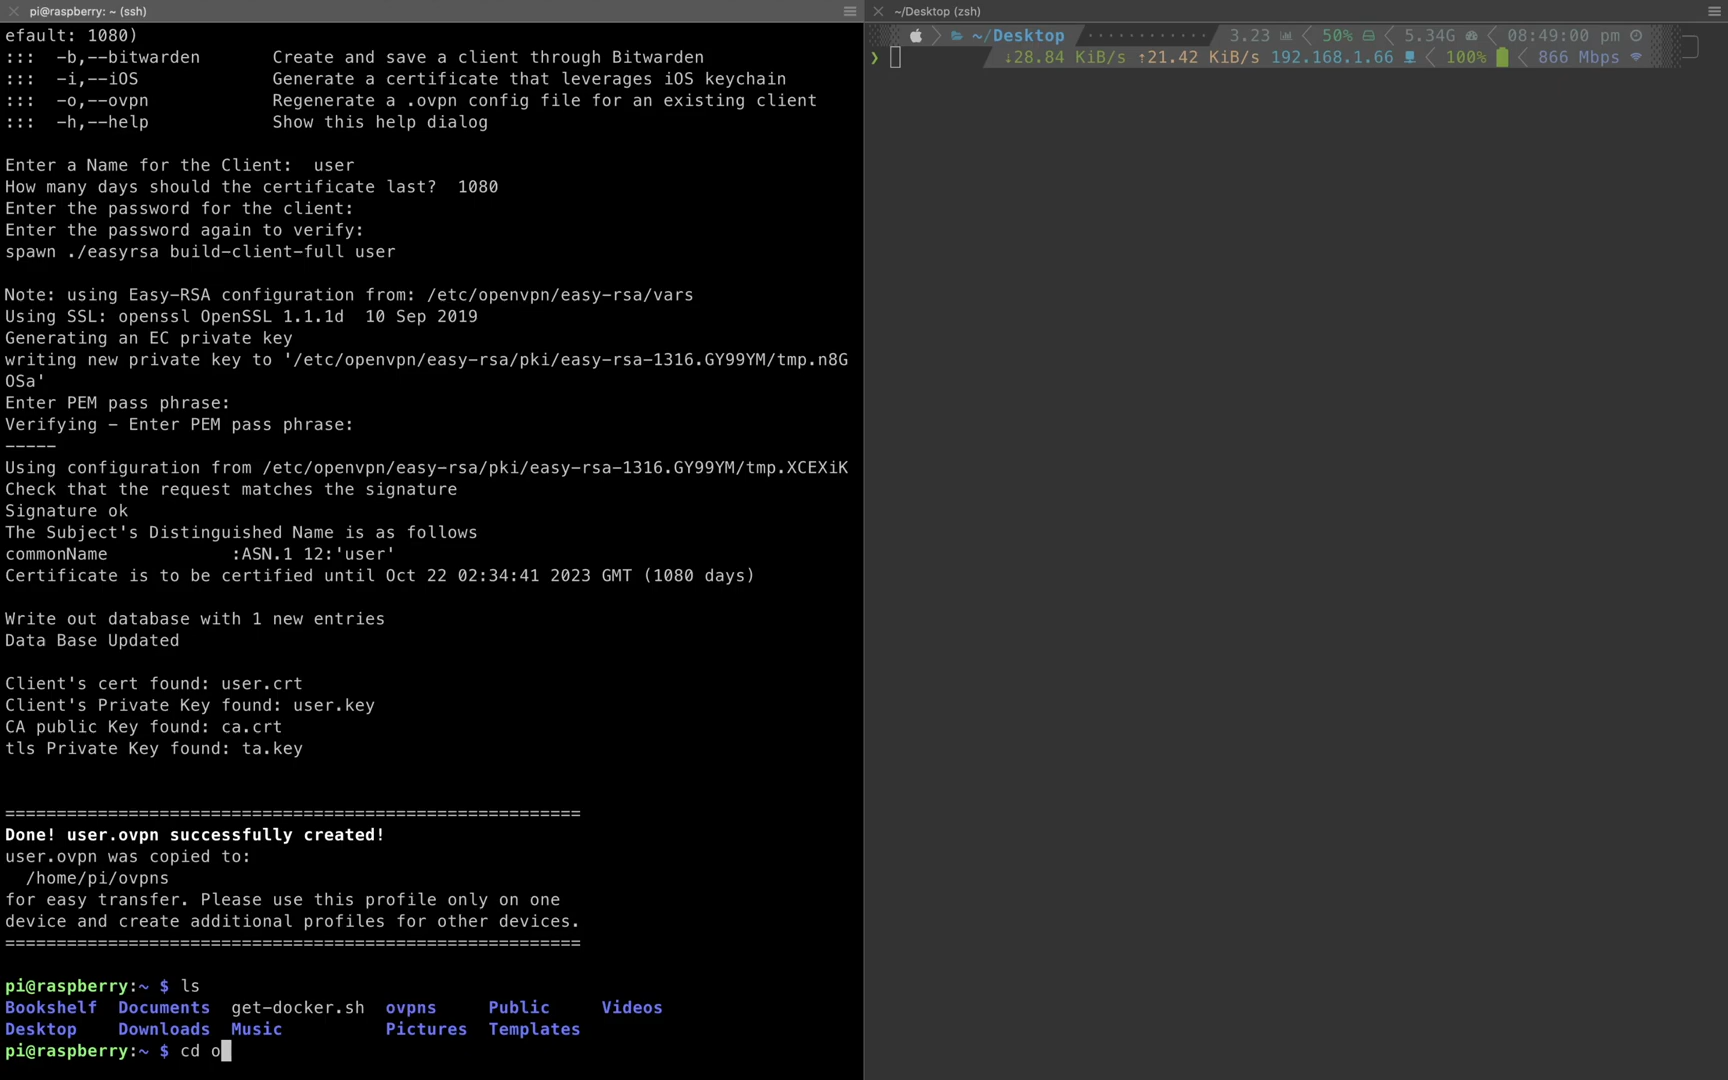 pi@raspberry: ~ (ssh)
efault: 1080)
:::  -b,--bitwarden       Create and save a client through Bitwarden
:::  -i,--iOS             Generate a certificate that leverages iOS keychain
:::  -o,--ovpn            Regenerate a .ovpn config file for an existing client
:::  -h,--help            Show this help dialog
Enter a Name for the Client:  user
How many days should the certificate last?  1080
Enter the password for the client:
Enter the password again to verify:
spawn ./easyrsa build-client-full user
Note: using Easy-RSA configuration from: /etc/openvpn/easy-rsa/vars
Using SSL: openssl OpenSSL 1.1.1d  10 Sep 2019
Generating an EC private key
writing new private key to '/etc/openvpn/easy-rsa/pki/easy-rsa-1316.GY99YM/tmp.n8G
OSa'
Enter PEM pass phrase:
Verifying - Enter PEM pass phrase:
-----
Using configuration from /etc/openvpn/easy-rsa/pki/easy-rsa-1316.GY99YM/tmp.XCEXiK
Check that the request matches the signature
Signature ok
The Subject's Distinguished Name is as follows
commonName            :ASN.1 12:'user'
Certificate is to be certified until Oct 22 02:34:41 2023 GMT (1080 days)
Write out database with 1 new entries
Data Base Updated
Client's cert found: user.crt
Client's Private Key found: user.key
CA public Key found: ca.crt
tls Private Key found: ta.key
========================================================
Done! user.ovpn successfully created!
user.ovpn was copied to:
  /home/pi/ovpns
for easy transfer. Please use this profile only on one
device and create additional profiles for other devices.
========================================================
pi@raspberry:~ $ ls
Bookshelf  Documents  get-docker.sh  ovpns     Public     Videos
Desktop    Downloads  Music          Pictures  Templates
pi@raspberry:~ $ cd o
~/Desktop (zsh)
~/Desktop ············ 3.23 50% 5.34G 08:49:00 pm
❯ ↓28.84 KiB/s ↑21.42 KiB/s 192.168.1.66 100% 866 Mbps